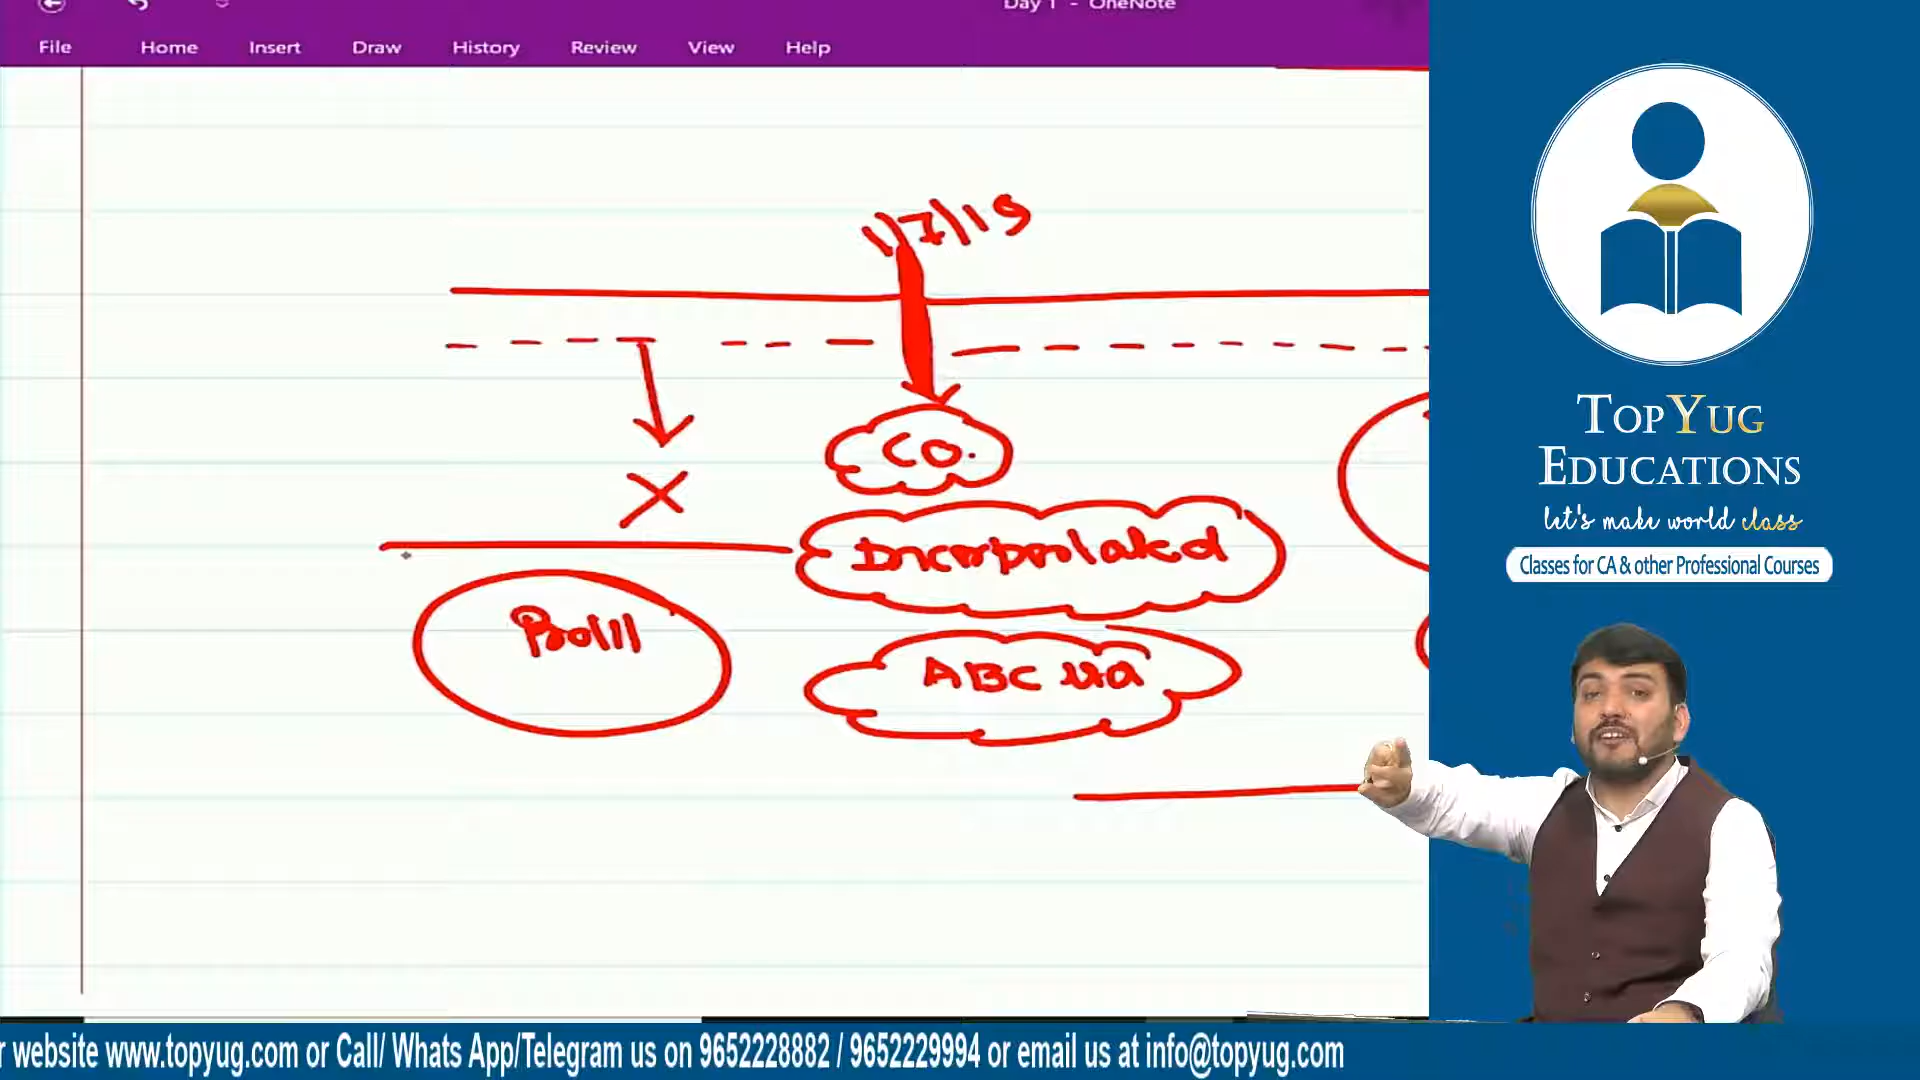 Day 1 - OneNote
File Home Insert Draw History Review View Help
1/7/19
CO.
Incorporated
ABC Ltd
TOPYUG
EDUCATIONS
let's make world class
Classes for CA & other Professional Courses
website www.topyug.com or Call/ Whats App/Telegram us on 9652228882 / 9652229994 or email us at info@topyug.com